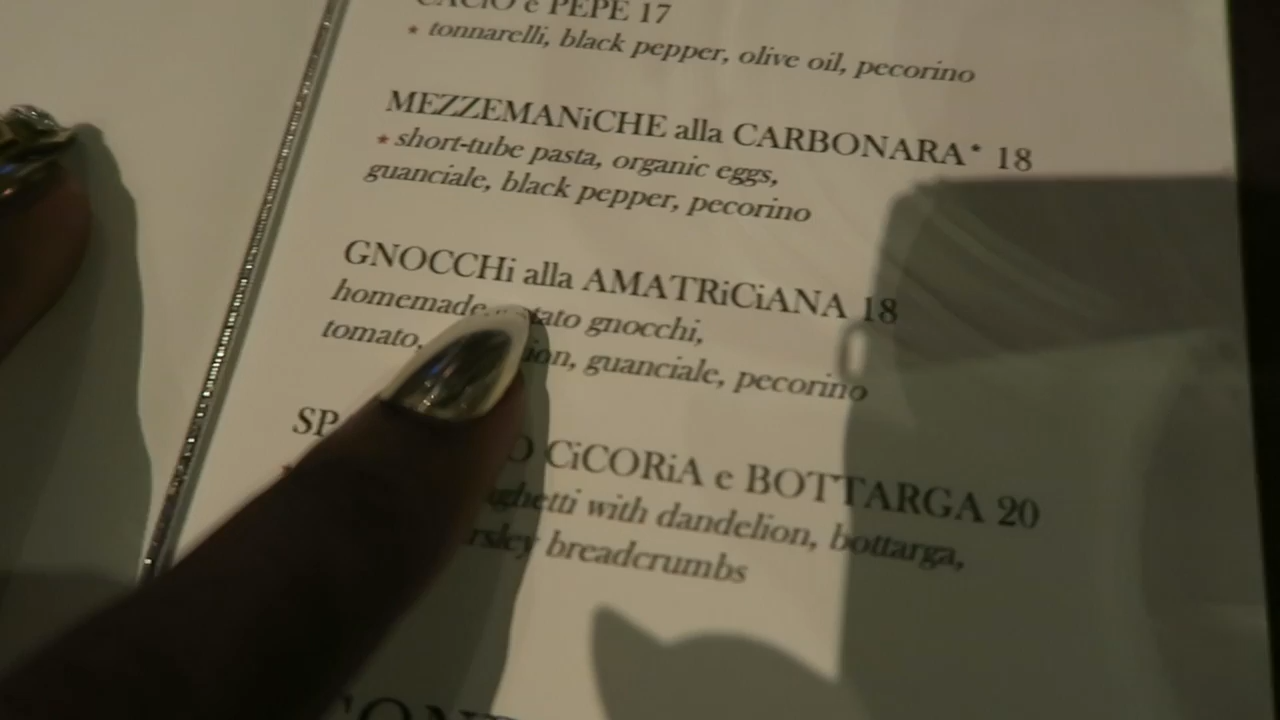 CACIO e PEPE 17
* tonnarelli, black pepper, olive oil, pecorino
MEZZEMANiCHE alla CARBONARA* 18
* short-tube pasta, organic eggs,
guanciale, black pepper, pecorino
GNOCCHi alla AMATRiCiANA 18
homemade gnocchi,
tomato, guanciale, pecorino
CiCORiA e BOTTARGA 20
with dandelion, bottarga,
breadcrumbs